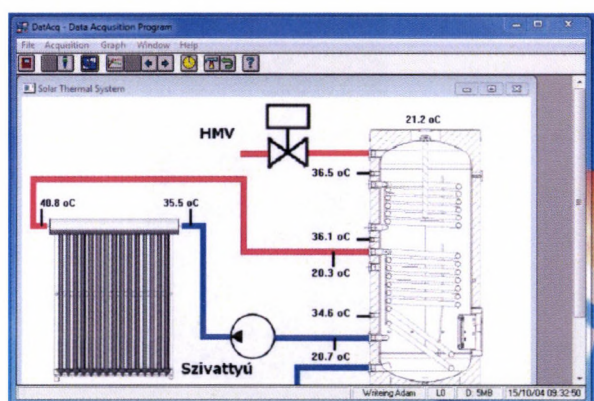 DatAcq - Data Acqusition Program
File Acquisition Graph Window Help
Solar Thermal System
HMV
21.2 oC
36.5 oC
40.8 oC 35.5 oC
36.1 oC
20.3 oC
34.6 oC
20.7 oC
Szivattyú
Writeing Adam L0 D: 5MB 15/10/04 09:32:50